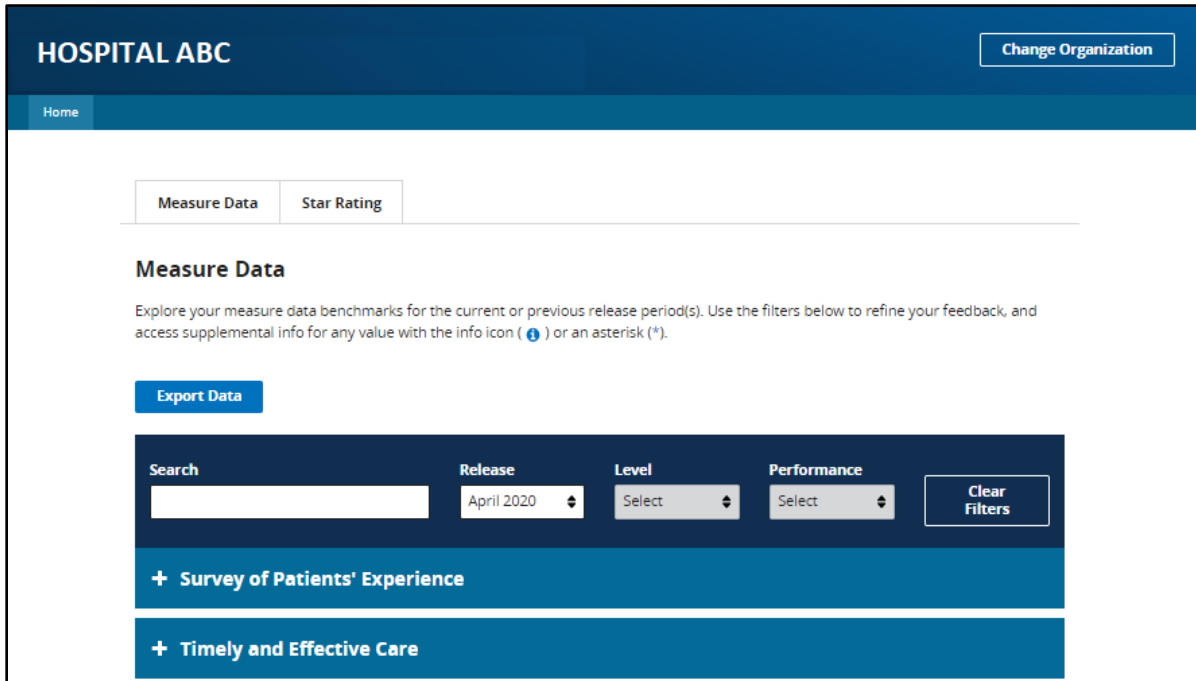 HOSPITAL ABC
Change Organization
Home
Measure Data
Star Rating
Measure Data
Explore your measure data benchmarks for the current or previous release period(s). Use the filters below to refine your feedback, and
access supplemental info for any value with the info icon ( i ) or an asterisk (*).
Export Data
Search
Release
Level
Performance
April 2020
Select
Select
Clear
Filters
+ Survey of Patients' Experience
+ Timely and Effective Care